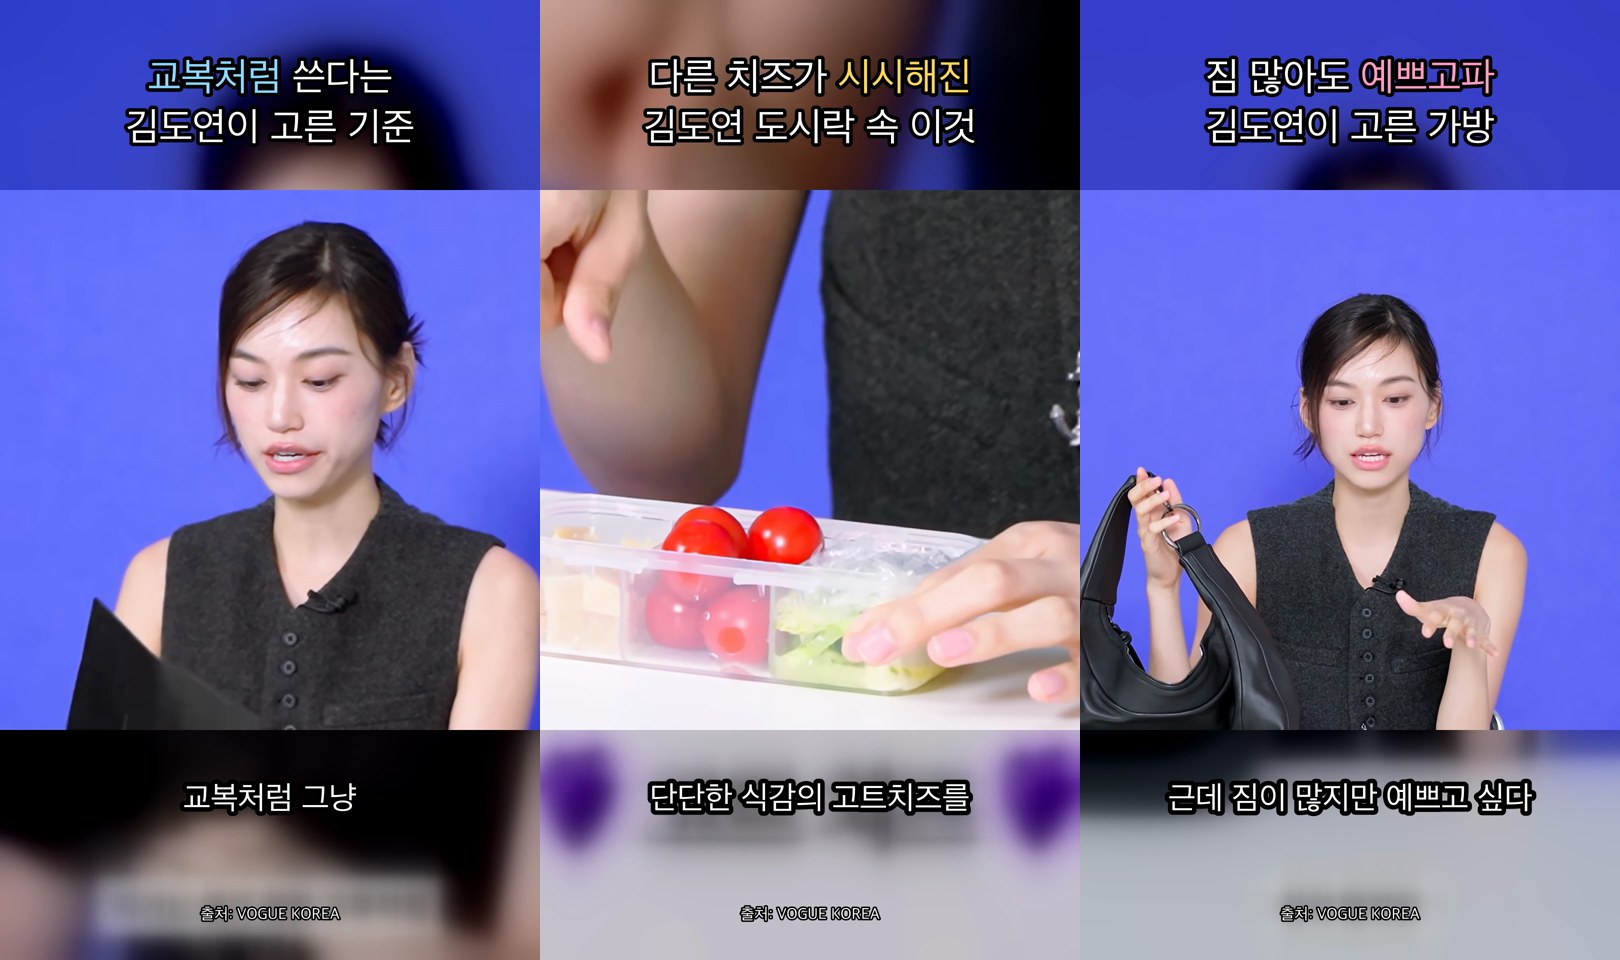 교복처럼 쓴다는
김도연이 고른 기준
교복처럼 그냥
출처: VOGUE KOREA
다른 치즈가 시시해진
김도연 도시락 속 이것
단단한 식감의 고트치즈를
출처: VOGUE KOREA
짐 많아도 예쁘고파
김도연이 고른 가방
근데 짐이 많지만 예쁘고 싶다
출처: VOGUE KOREA